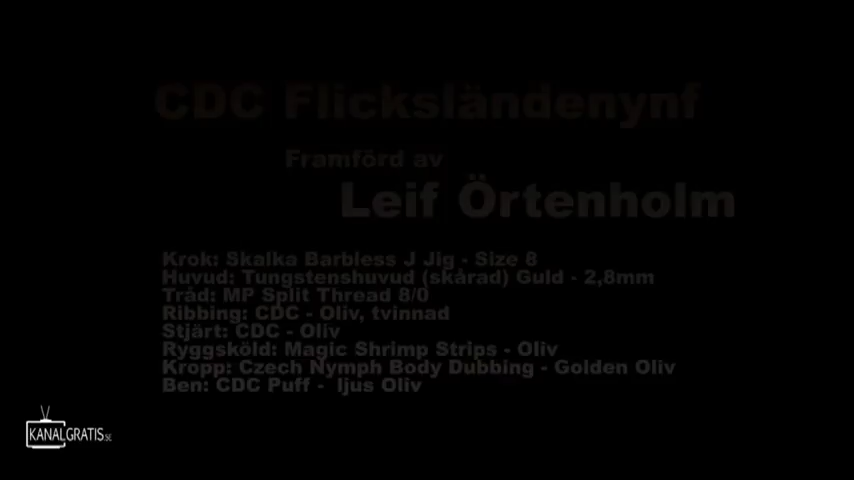 CDC Flicksländenynf
Framförd av
Leif Örtenholm
Krok: Skalka Barbless J Jig - Size 8
Huvud: Tungstenshuvud (skårad) Guld - 2,8mm
Tråd: MP Split Thread 8/0
Ribbing: CDC - Oliv, tvinnad
Stjärt: CDC - Oliv
Ryggsköld: Magic Shrimp Strips - Oliv
Kropp: Czech Nymph Body Dubbing - Golden Oliv
Ben: CDC Puff - ljus Oliv
KANALGRATIS.SE